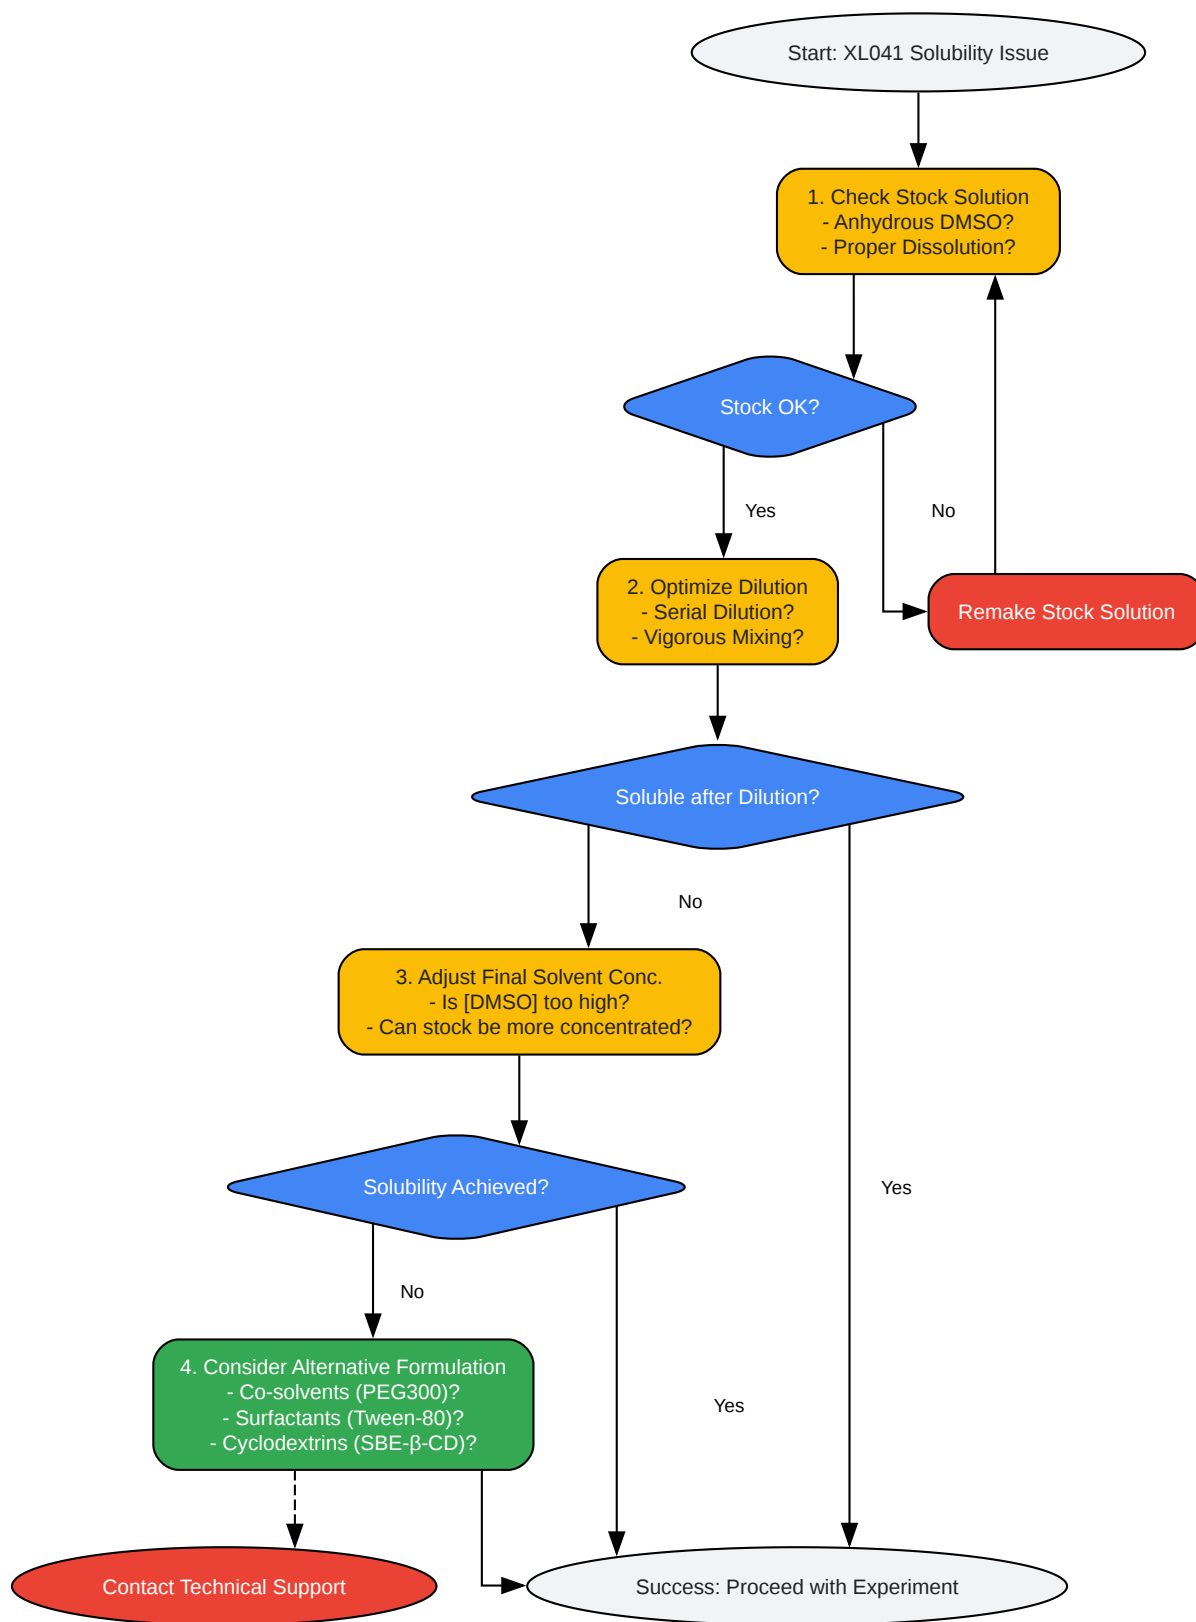 Start: XL041 Solubility Issue
1. Check Stock Solution
- Anhydrous DMSO?
- Proper Dissolution?
Stock OK?
Yes
No
2. Optimize Dilution
- Serial Dilution?
- Vigorous Mixing?
Remake Stock Solution
Soluble after Dilution?
No
3. Adjust Final Solvent Conc.
- Is [DMSO] too high?
- Can stock be more concentrated?
Solubility Achieved?
Yes
No
4. Consider Alternative Formulation
- Co-solvents (PEG300)?
- Surfactants (Tween-80)?
- Cyclodextrins (SBE-β-CD)?
Yes
Contact Technical Support
Success: Proceed with Experiment